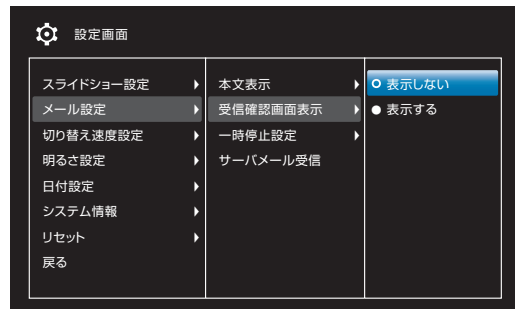 設定画面
スライドショー設定
メール設定
切り替え速度設定
明るさ設定
日付設定
システム情報
リセット
戻る
本文表示
受信確認画面表示
一時停止設定
サーバメール受信
表示しない
表示する